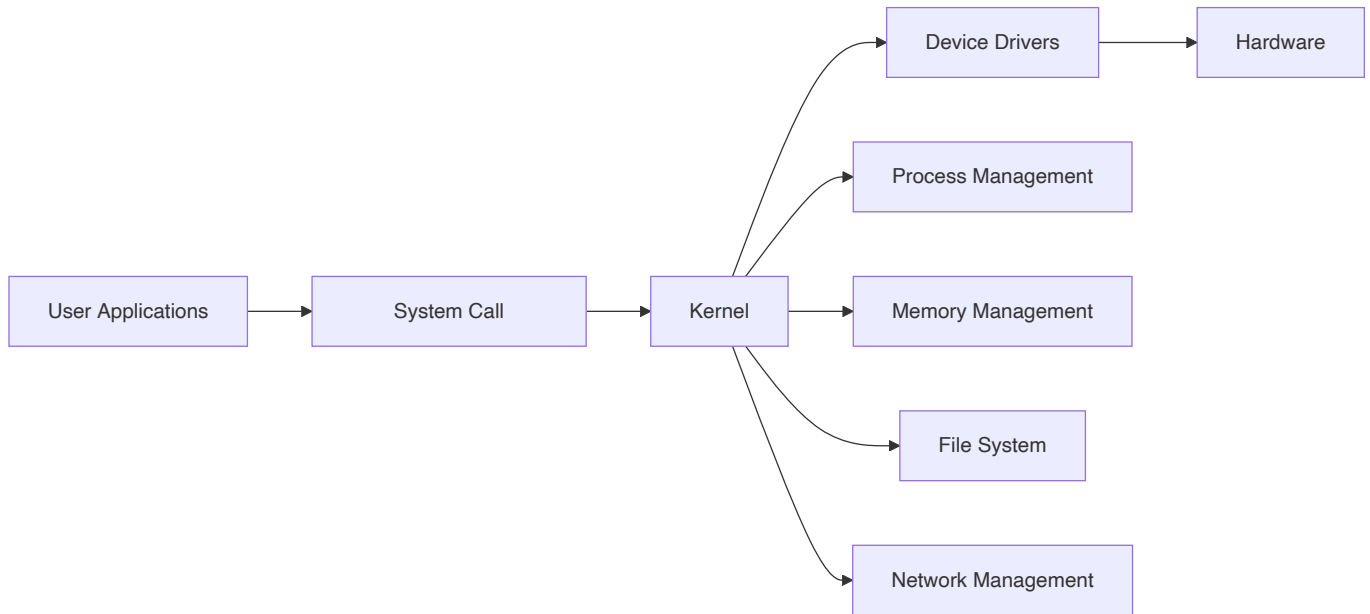 Device Drivers
Hardware
Process Management
User Applications
System Call
Kernel
Memory Management
File System
Network Management